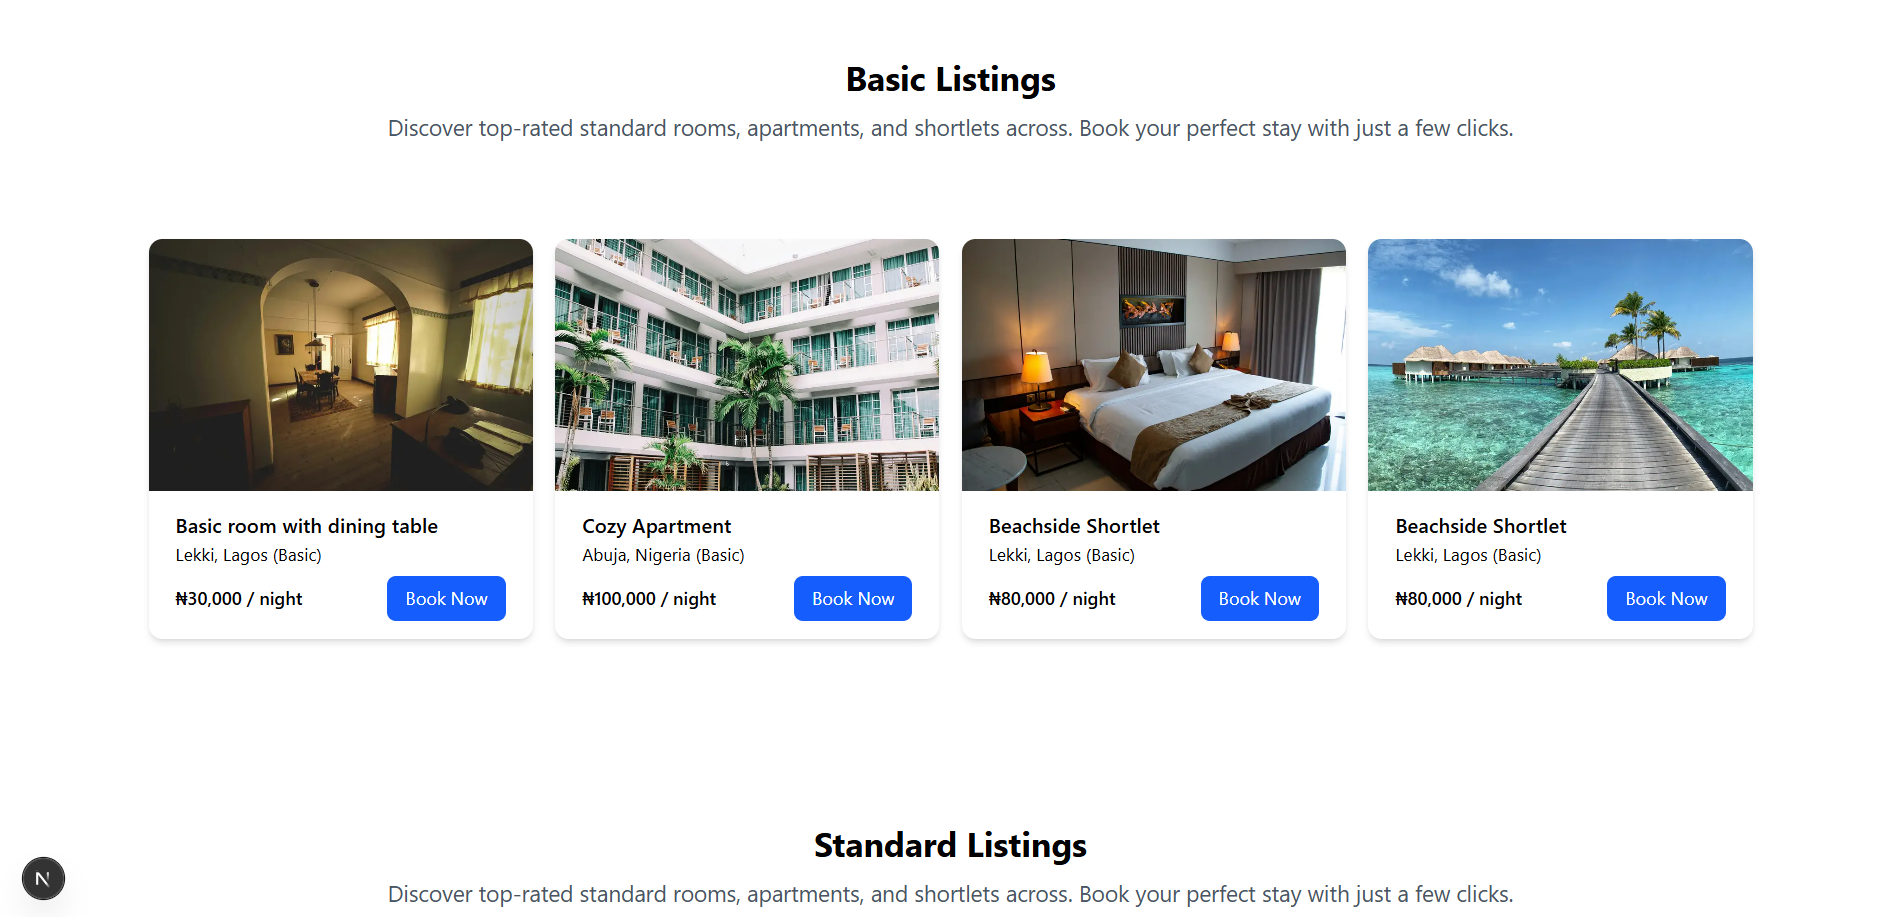 Basic Listings
Discover top-rated standard rooms, apartments, and shortlets across. Book your perfect stay with just a few clicks.
Basic room with dining table
Lekki, Lagos (Basic)
₦30,000 / night
Book Now
Cozy Apartment
Abuja, Nigeria (Basic)
₦100,000 / night
Book Now
Beachside Shortlet
Lekki, Lagos (Basic)
₦80,000 / night
Book Now
Beachside Shortlet
Lekki, Lagos (Basic)
₦80,000 / night
Book Now
Standard Listings
Discover top-rated standard rooms, apartments, and shortlets across. Book your perfect stay with just a few clicks.
N